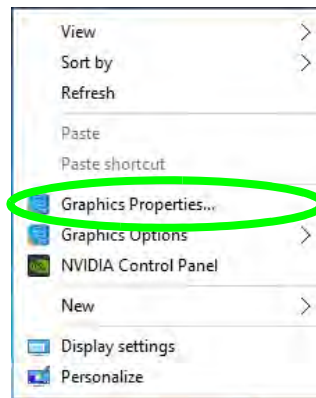 View
Sort by
Refresh
Paste
Paste shortcut
Graphics Properties...
Graphics Options
NVIDIA Control Panel
New
Display settings
Personalize